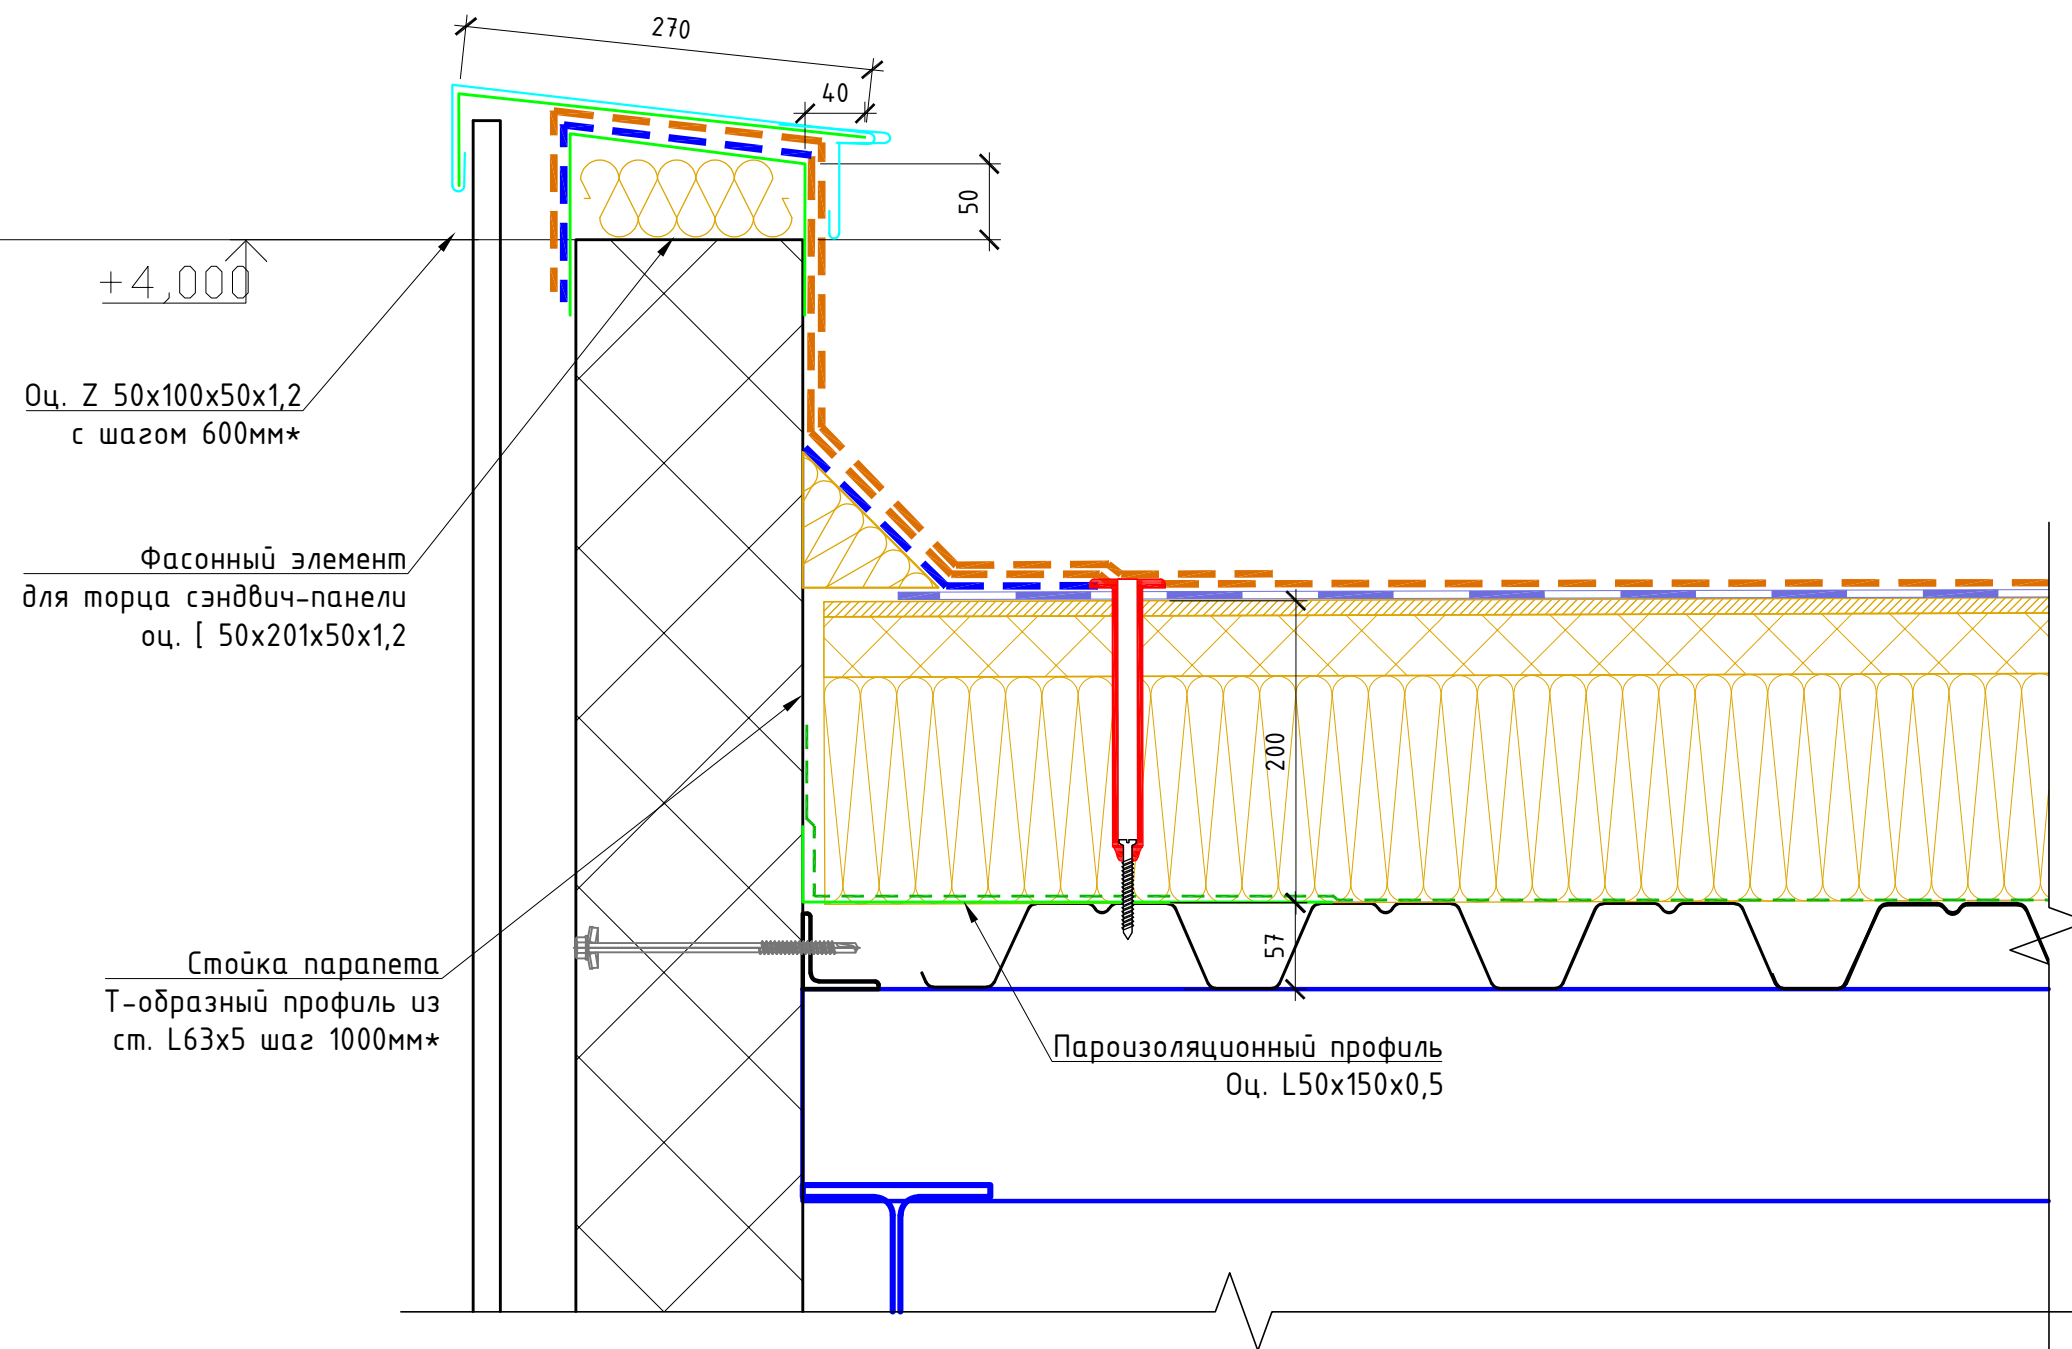 270
40
50
+4,000
Оц. Z 50х100х50х1,2
с шагом 600мм*
Фасонный элемент
для торца сэндвич-панели
оц. [ 50х201х50х1,2
200
Стойка парапета
Т-образный профиль из
ст. L63х5 шаг 1000мм*
57
Пароизоляционный профиль
Оц. L50х150х0,5